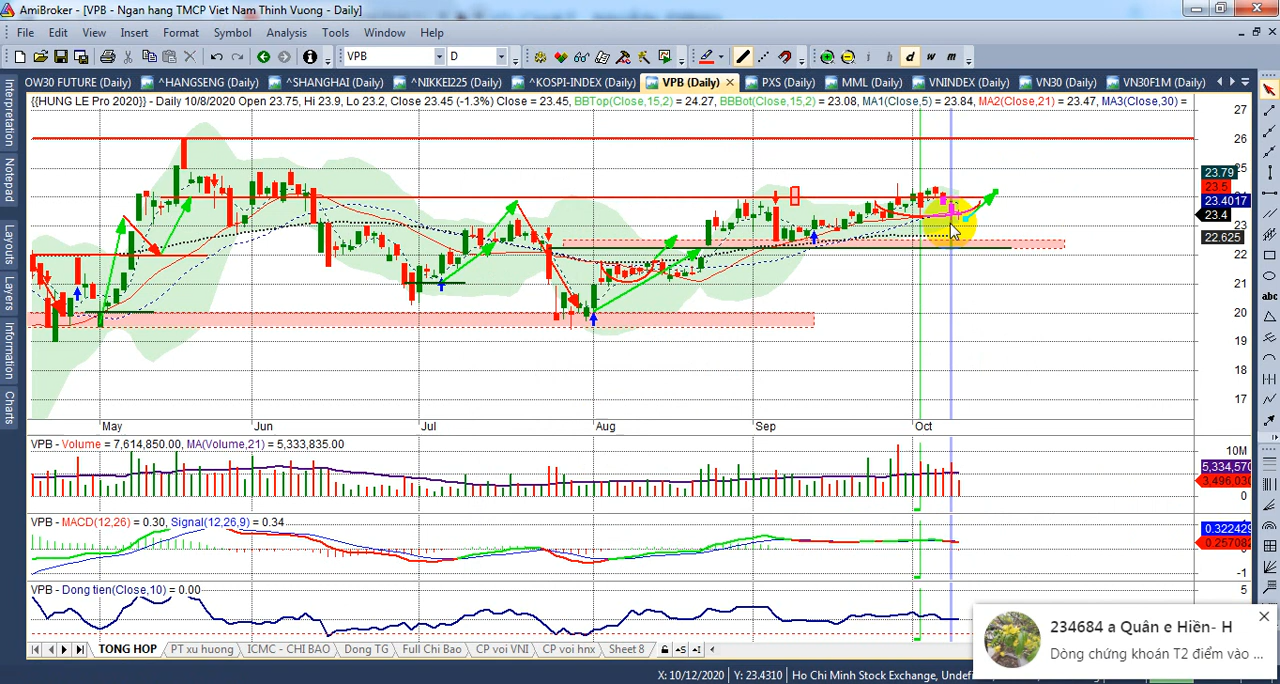 AmiBroker - [VPB - Ngan hang TMCP Viet Nam Thinh Vuong - Daily]
File Edit View Insert Format Symbol Analysis Tools Window Help
VPB D i h d w m
OW30 FUTURE (Daily) ^HANGSENG (Daily) ^SHANGHAI (Daily) ^NIKKEI225 (Daily) ^KOSPI-INDEX (Daily) VPB (Daily) PXS (Daily) MML (Daily) VNINDEX (Daily) VN30 (Daily) VN30F1M (Daily)
Interpretation
Notepad
Layouts
Layers
Information
Charts
{{HUNG LE Pro 2020}} - Daily 10/8/2020 Open 23.75, Hi 23.9, Lo 23.2, Close 23.45 (-1.3%) Close = 23.45, BBTop(Close,15,2) = 24.27, BBBot(Close,15,2) = 23.08, MA1(Close,5) = 23.84, MA2(Close,21) = 23.47, MA3(Close,30) =
27
26
25
24
23
22
21
20
19
18
17
23.79
23.5
23.4017
23.4
22.625
abc
May Jun Jul Aug Sep Oct
VPB - Volume = 7,614,850.00, MA(Volume,21) = 5,333,835.00
10M
5,334,570
3,496,030
0
VPB - MACD(12,26) = 0.30, Signal(12,26,9) = 0.34
0.322429
0.257082
-1
VPB - Dong tien(Close,10) = 0.00
5
TONG HOP PT xu huong ICMC - CHI BAO Dong TG Full Chi Bao CP voi VNI CP voi hnx Sheet 8
X: 10/12/2020 Y: 23.4310 Ho Chi Minh Stock Exchange, Undef
234684 a Quân e Hiền- H
Dòng chứng khoán T2 điểm vào ...